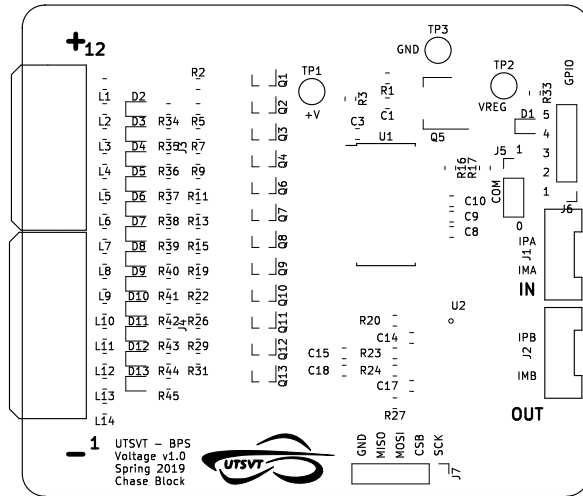 +12
TP3
GND
TP1
+V
TP2
VREG
GPIO
R2
Q1
R1
R3
C1
R33
L1
D2
Q2
D1
5
L2
D3
R34
R5
Q3
C3
U1
Q5
4
L3
D4
R35
J3
R7
Q4
J5
1
3
L4
D5
R36
R9
R16
R17
2
L5
D6
R37
R11
Q6
COM
C10
1
L6
D7
R38
R13
Q7
C9
J6
L7
D8
R39
R15
Q8
C8
0
IPA
J1
IMA
L8
D9
R40
R19
Q9
IN
L9
D10
R41
R22
Q10
U2
L10
D11
R42
J4
R26
Q11
R20
L11
D12
R43
R29
Q12
C14
IPB
J2
C15
R23
L12
D13
R44
R31
Q13
C18
R24
IMB
L13
R45
C17
L14
R27
OUT
- 1
UTSVT - BPS
Voltage v1.0
Spring 2019
Chase Block
UTSVT
GND
MISO
MOSI
CSB
SCK
J7